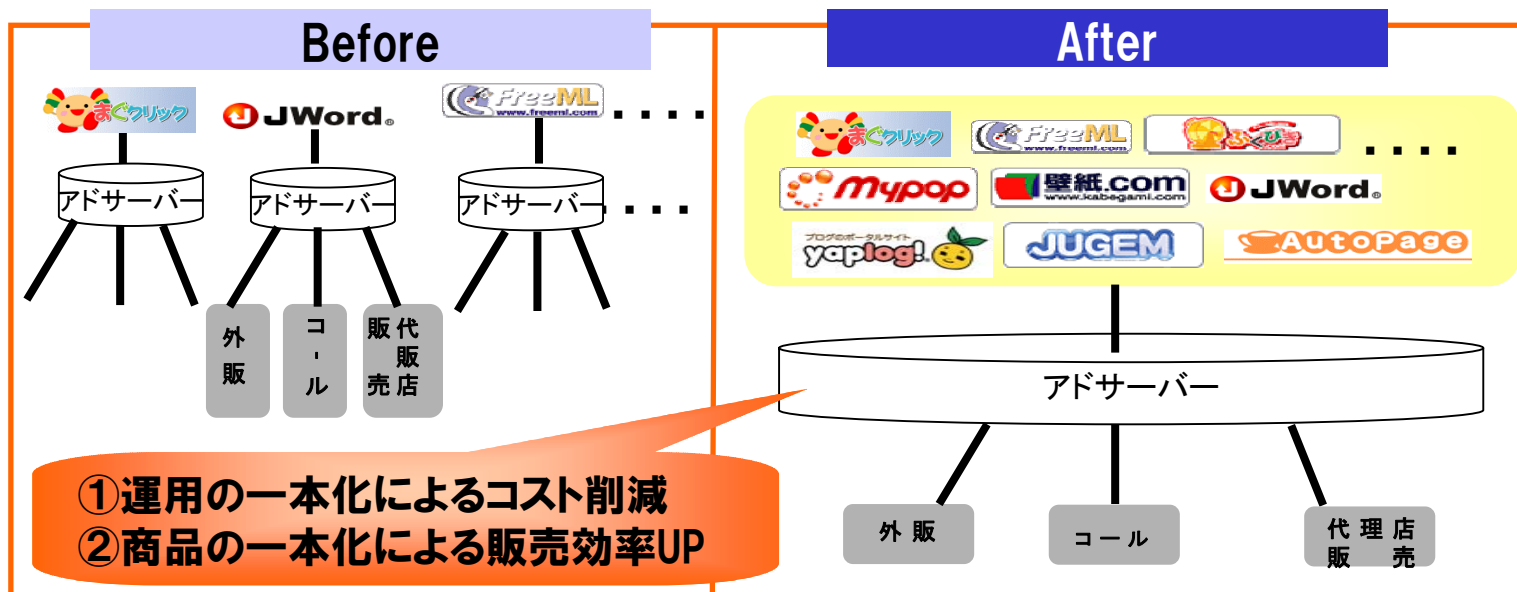 Before
まぐクリック
JWord®
FreeML
www.freeml.com
....
アドサーバー
アドサーバー
アドサーバー
....
外販
コール
代販店
販売
After
まぐクリック
FreeML
www.freeml.com
ふくびき
....
mypop
壁紙.com
www.kabegami.com
JWord®
ブログのポータルサイト
yaplog!
JUGEM
AutoPage
アドサーバー
外販
コール
代理店
販売
①運用の一本化によるコスト削減
②商品の一本化による販売効率UP